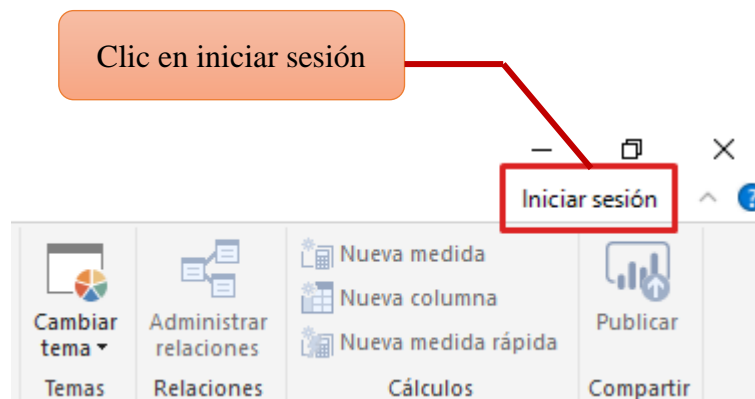 Clic en iniciar sesión
Iniciar sesión
?
Nueva medida
Nueva columna
Nueva medida rápida
Cambiar
tema
Administrar
relaciones
Publicar
Temas
Relaciones
Cálculos
Compartir